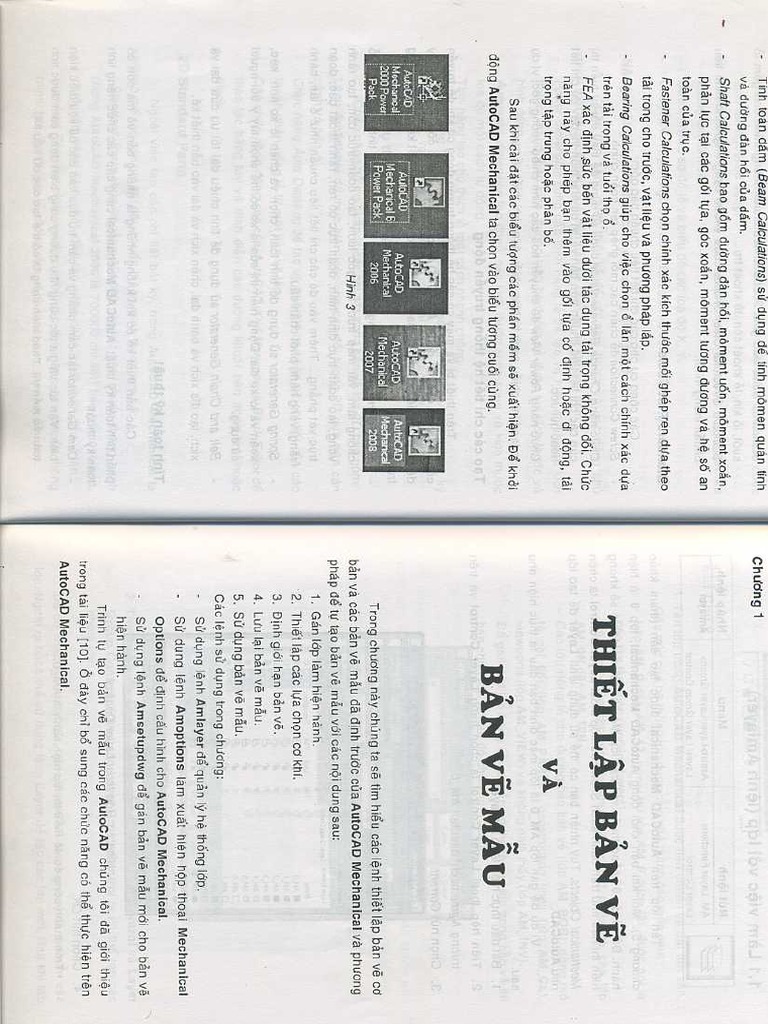 - Tính toán dầm (Beam Calculations) sử dụng để tính mômen quán tính
và đường đàn hồi của dầm.
- Shaft Calculations bao gồm đường đàn hồi, mômen uốn, mômen xoắn,
phản lực tại các gối tựa, góc xoắn, mômen tương đương và hệ số an
toàn của trục.
- Fastener Calculations chọn chính xác kích thước mối ghép ren dựa theo
tải trọng cho trước, vật liệu và phương pháp lắp.
- Bearing Calculations giúp cho việc chọn ổ lăn một cách chính xác dựa
trên tải trọng và tuổi thọ ổ.
- FEA xác định sức bền vật liệu dưới tác dụng tải trọng không đổi. Chức
năng này cho phép bạn thêm vào gối tựa cố định hoặc di động, tải
trọng tập trung hoặc phân bố.
Sau khi cài đặt các biểu tượng các phần mềm sẽ xuất hiện. Để khởi
động AutoCAD Mechanical ta chọn vào biểu tượng cuối cùng.
AutoCAD
Mechanical
2000 Power
Pack
AutoCAD
Mechanical 6
Power Pack
AutoCAD
Mechanical
2006
AutoCAD
Mechanical
2007
AutoCAD
Mechanical
2008
Hình 3
Chương 1
THIẾT LẬP BẢN VẼ
VÀ
BẢN VẼ MẪU
Trong chương này chúng ta sẽ tìm hiểu các lệnh thiết lập bản vẽ cơ
bản và các bản vẽ mẫu đã định trước của AutoCAD Mechanical và phương
pháp để tự tạo bản vẽ mẫu với các nội dung sau:
1. Gán lớp làm hiện hành.
2. Thiết lập các lựa chọn cơ khí.
3. Định giới hạn bản vẽ.
4. Lưu lại bản vẽ mẫu.
5. Sử dụng bản vẽ mẫu.
Các lệnh sử dụng trong chương:
- Sử dụng lệnh Amlayer để quản lý hệ thống lớp.
- Sử dụng lệnh Amoptions làm xuất hiện hộp thoại Mechanical
Options để định cấu hình cho AutoCAD Mechanical.
- Sử dụng lệnh Amsetupdwg để gán bản vẽ mẫu mới cho bản vẽ
hiện hành.
Trình tự tạo bản vẽ mẫu trong AutoCAD chúng tôi đã giới thiệu
trong tài liệu [10]. Ở đây chỉ bổ sung các chức năng có thể thực hiện trên
AutoCAD Mechanical.